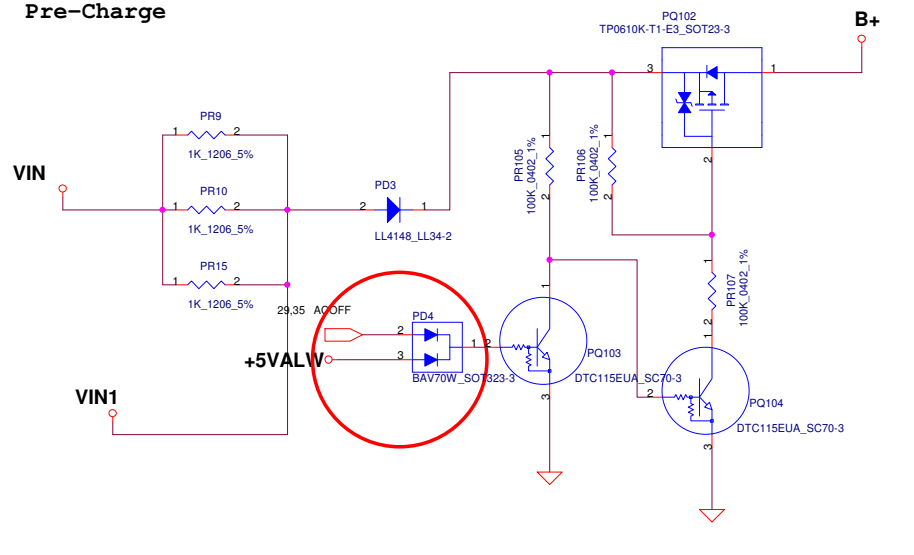 Pre-Charge
PQ102
TP0610K-T1-E3_SOT23-3
B+
3
1
2
PR9
1
2
1K_1206_5%
VIN
PR10
1
2
1K_1206_5%
PR15
1
2
1K_1206_5%
PD3
2
1
LL4148_LL34-2
1
PR105
100K_0402_1%
2
1
PR106
100K_0402_1%
2
1
PR107
100K_0402_1%
2
29,35 ACOFF
PD4
2
3
1
+5VALW
BAV70W_SOT323-3
1
2
PQ103
DTC115EUA_SC70-3
3
1
2
PQ104
DTC115EUA_SC70-3
3
VIN1